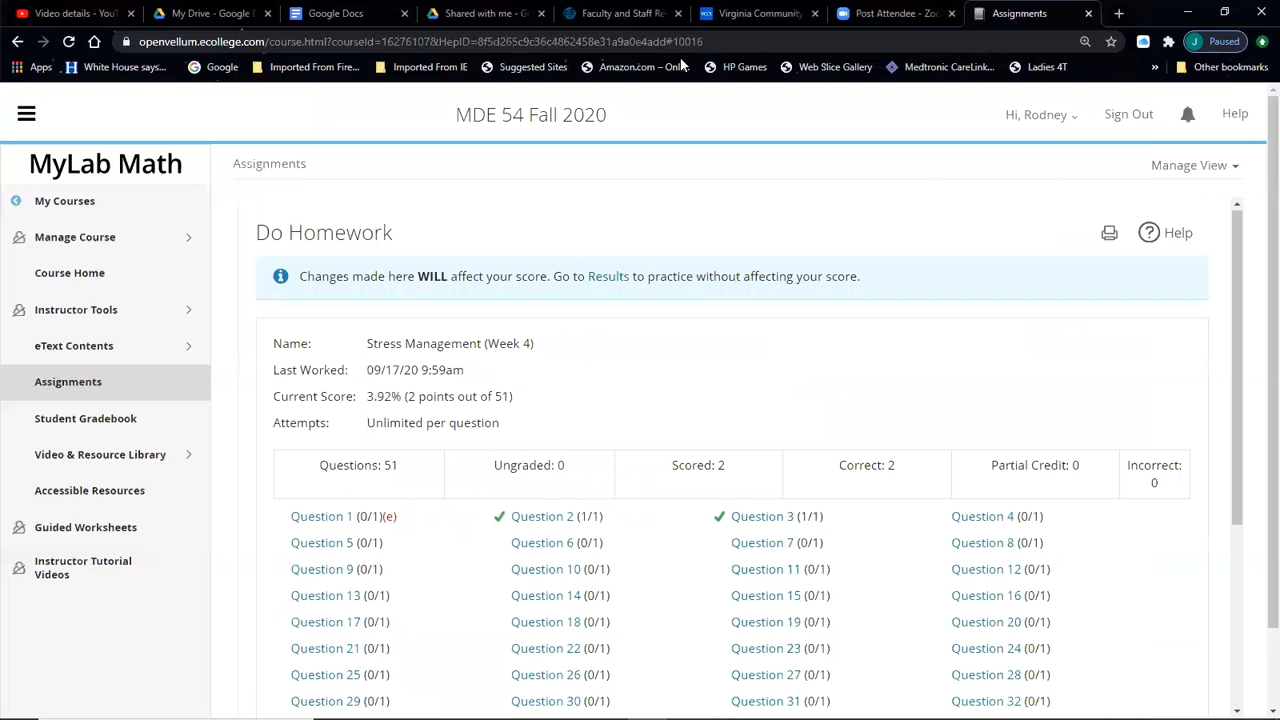 Video details - YouT
My Drive - Google D
Google Docs
Shared with me - Go
Faculty and Staff Re
Virginia Community
Post Attendee - Zoo
Assignments
openvellum.ecollege.com/course.html?courseId=16276107&HepID=8f5d265c9c36c4862458e31a9a0e4add#10016
J Paused
Apps
White House says...
Google
Imported From Fire...
Imported From IE
Suggested Sites
Amazon.com – Onli
HP Games
Web Slice Gallery
Medtronic CareLink...
Ladies 4T
»
Other bookmarks
MDE 54 Fall 2020
Hi, Rodney
Sign Out
Help
MyLab Math
Assignments
Manage View
My Courses
Manage Course
Course Home
Instructor Tools
eText Contents
Assignments
Student Gradebook
Video & Resource Library
Accessible Resources
Guided Worksheets
Instructor Tutorial
Videos
Do Homework
? Help
Changes made here WILL affect your score. Go to Results to practice without affecting your score.
Name: Stress Management (Week 4)
Last Worked: 09/17/20 9:59am
Current Score: 3.92% (2 points out of 51)
Attempts: Unlimited per question
Questions: 51 Ungraded: 0 Scored: 2 Correct: 2 Partial Credit: 0 Incorrect:
0
Question 1 (0/1)(e) Question 2 (1/1) Question 3 (1/1) Question 4 (0/1)
Question 5 (0/1) Question 6 (0/1) Question 7 (0/1) Question 8 (0/1)
Question 9 (0/1) Question 10 (0/1) Question 11 (0/1) Question 12 (0/1)
Question 13 (0/1) Question 14 (0/1) Question 15 (0/1) Question 16 (0/1)
Question 17 (0/1) Question 18 (0/1) Question 19 (0/1) Question 20 (0/1)
Question 21 (0/1) Question 22 (0/1) Question 23 (0/1) Question 24 (0/1)
Question 25 (0/1) Question 26 (0/1) Question 27 (0/1) Question 28 (0/1)
Question 29 (0/1) Question 30 (0/1) Question 31 (0/1) Question 32 (0/1)